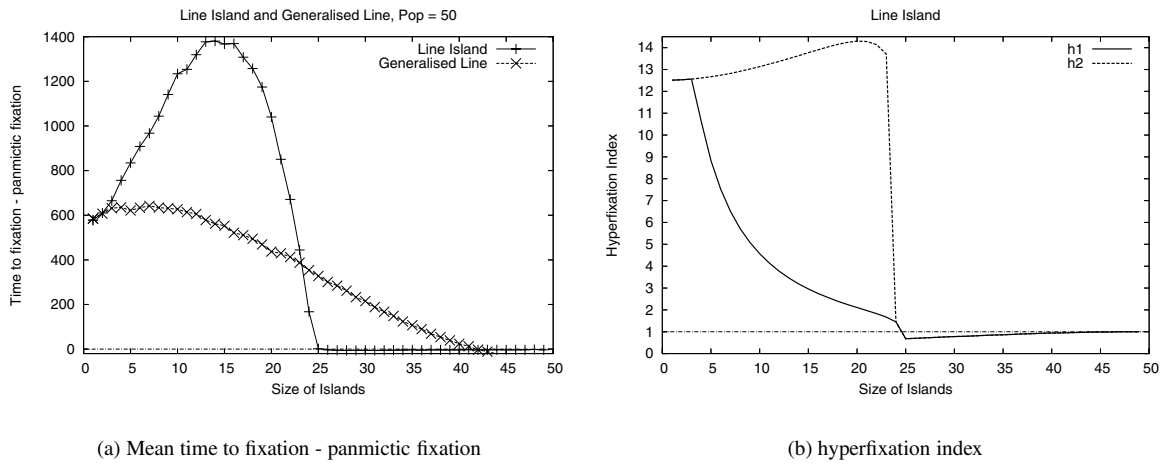 Line Island and Generalised Line, Pop = 50
1400
1200
1000
800
600
400
200
0
Time to fixation - panmictic fixation
Line Island
Generalised Line
0 5 10 15 20 25 30 35 40 45 50
Size of Islands
(a) Mean time to fixation - panmictic fixation
Line Island
14
13
12
11
10
9
8
7
6
5
4
3
2
1
0
Hyperfixation Index
h1
h2
0 5 10 15 20 25 30 35 40 45 50
Size of Islands
(b) hyperfixation index